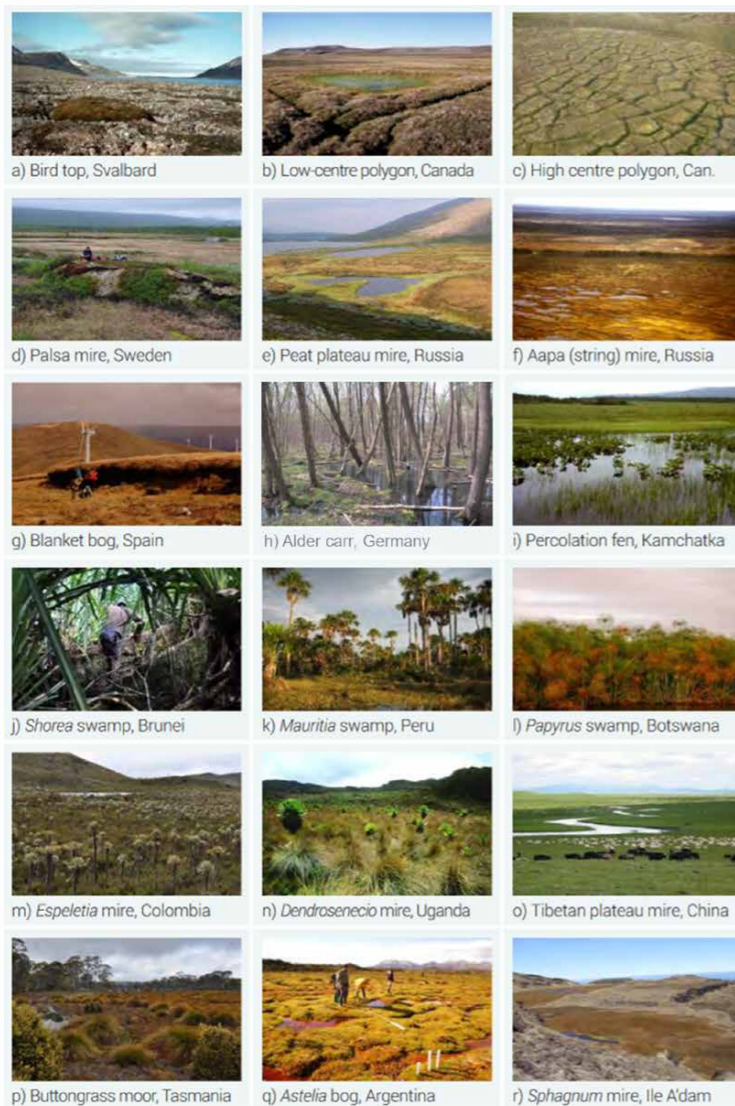 a) Bird top, Svalbard
b) Low-centre polygon, Canada
c) High centre polygon, Can.
d) Palsa mire, Sweden
e) Peat plateau mire, Russia
f) Aapa (string) mire, Russia
g) Blanket bog, Spain
h) Alder carr, Germany
i) Percolation fen, Kamchatka
j) Shorea swamp, Brunei
k) Mauritia swamp, Peru
l) Papyrus swamp, Botswana
m) Espeletia mire, Colombia
n) Dendrosenecio mire, Uganda
o) Tibetan plateau mire, China
p) Buttongrass moor, Tasmania
q) Astelia bog, Argentina
r) Sphagnum mire, Ile A'dam